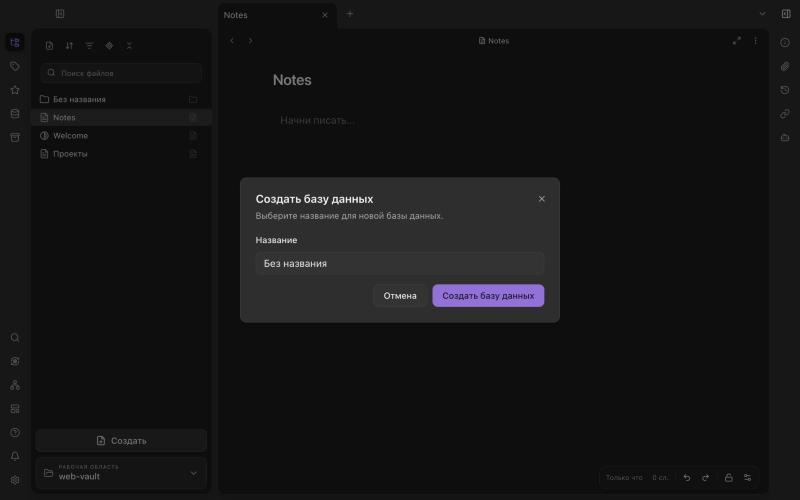 Notes
Notes
Поиск файлов
Без названия
Notes
Welcome
Проекты
Notes
Начни писать...
Создать базу данных
Выберите название для новой базы данных.
Название
Без названия
Отмена
Создать базу данных
Создать
РАБОЧАЯ ОБЛАСТЬ
web-vault
Только что
0 сл.